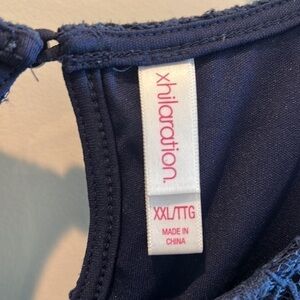 xhilaration.
XXL/TTG
MADE IN
CHINA